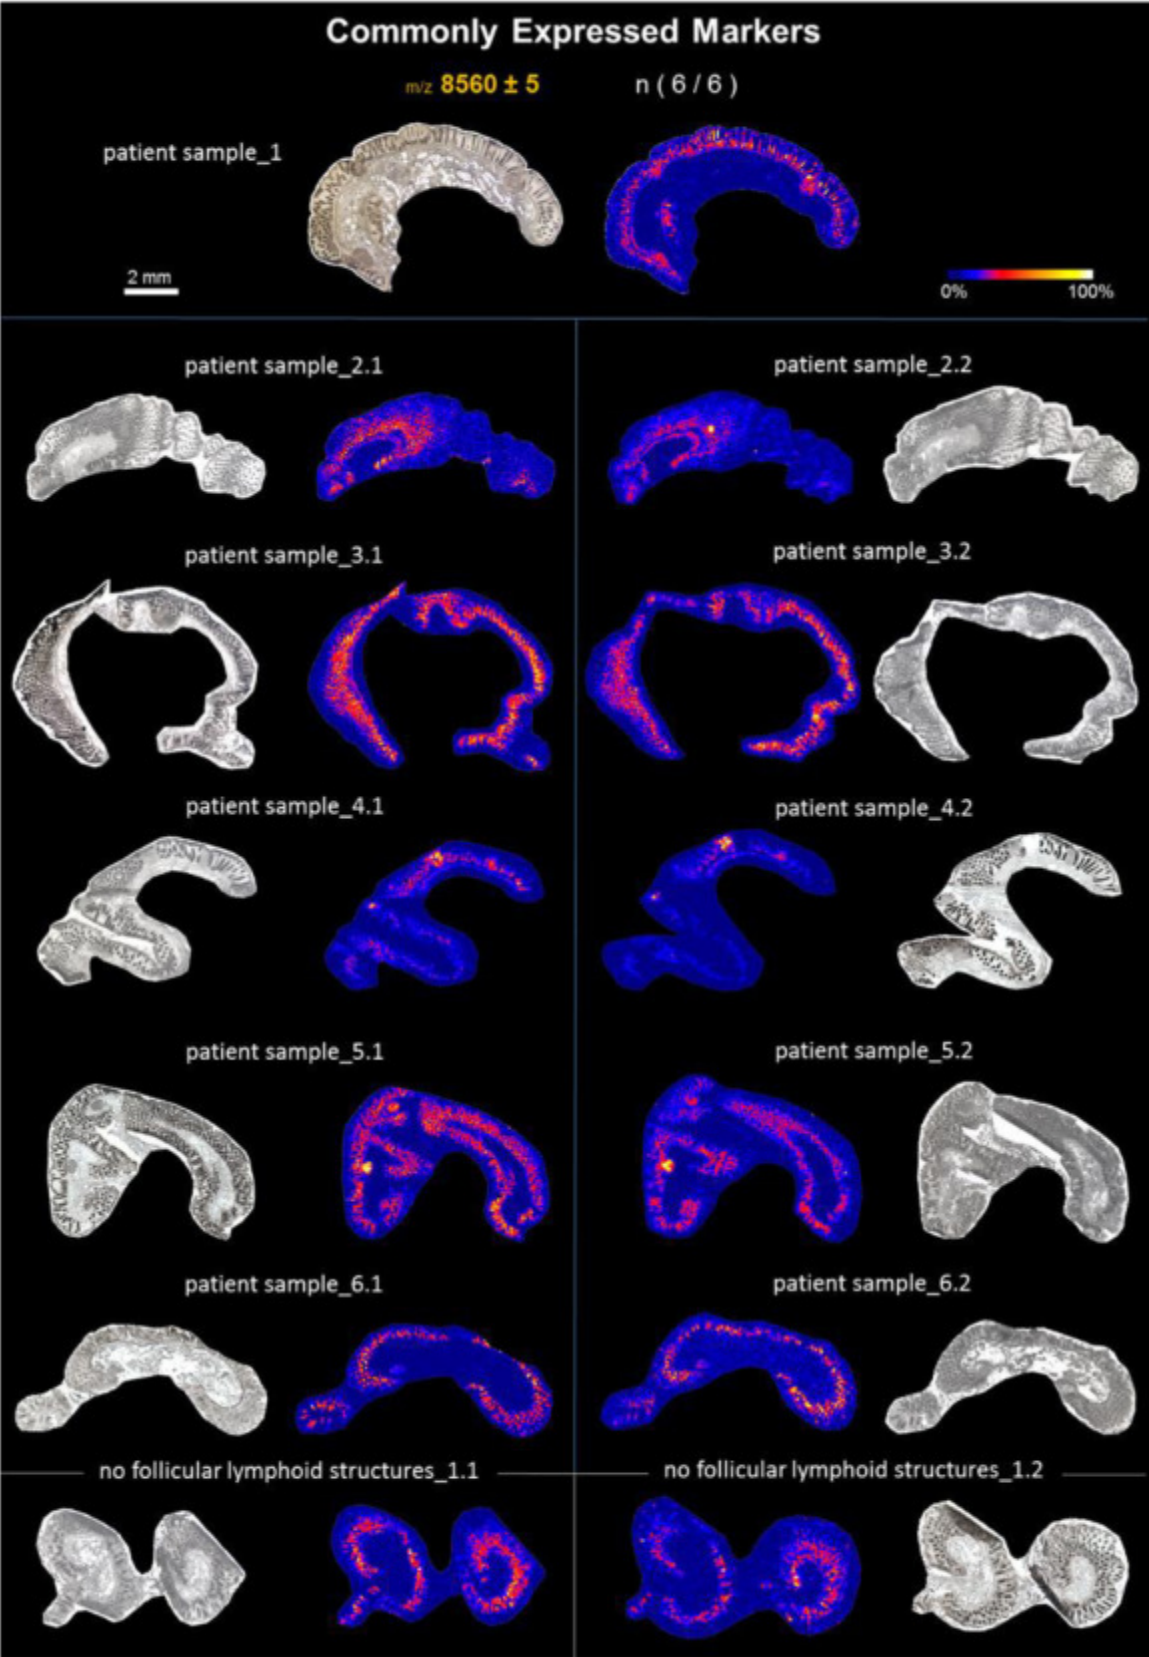 Commonly Expressed Markers
m/z 8560 ± 5 n ( 6 / 6 )
patient sample_1
2 mm
0% 100%
patient sample_2.1 patient sample_2.2
patient sample_3.1 patient sample_3.2
patient sample_4.1 patient sample_4.2
patient sample_5.1 patient sample_5.2
patient sample_6.1 patient sample_6.2
no follicular lymphoid structures_1.1 no follicular lymphoid structures_1.2